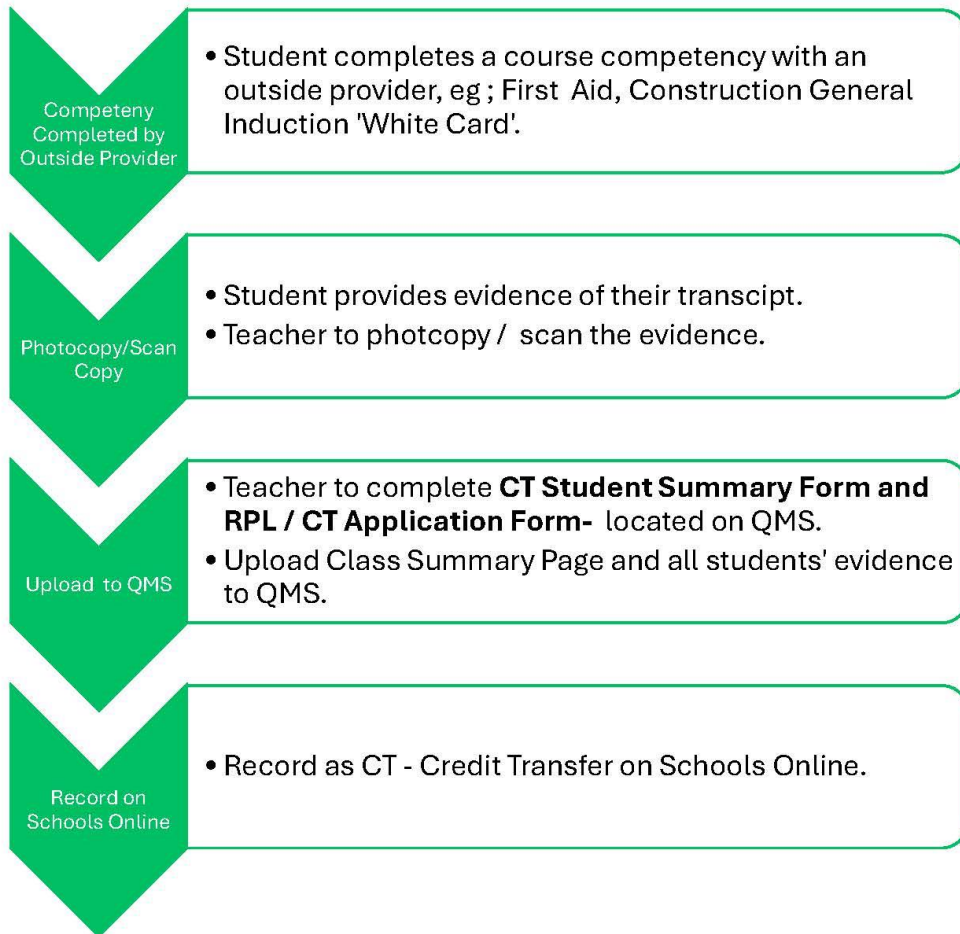 Competeny
Completed by
Outside Provider
• Student completes a course competency with an
outside provider, eg ; First Aid, Construction General
Induction 'White Card'.
Photocopy/Scan
Copy
• Student provides evidence of their transcipt.
• Teacher to photcopy / scan the evidence.
Upload to QMS
• Teacher to complete CT Student Summary Form and
RPL / CT Application Form- located on QMS.
• Upload Class Summary Page and all students' evidence
to QMS.
Record on
Schools Online
• Record as CT - Credit Transfer on Schools Online.